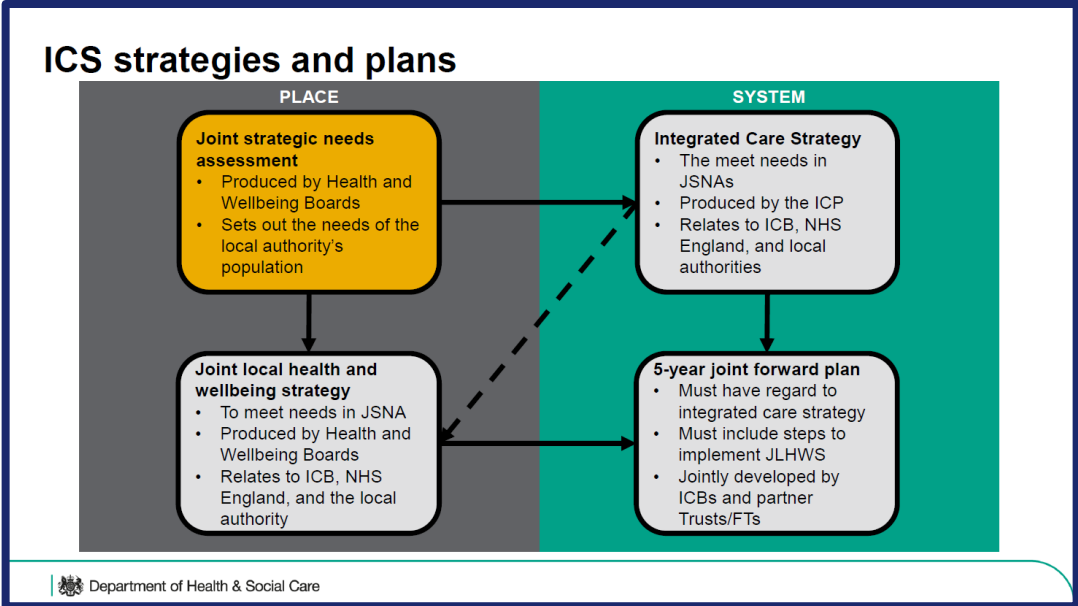 ICS strategies and plans
PLACE
SYSTEM
Joint strategic needs
assessment
• Produced by Health and
Wellbeing Boards
• Sets out the needs of the
local authority's
population
Integrated Care Strategy
• The meet needs in
JSNAs
• Produced by the ICP
• Relates to ICB, NHS
England, and local
authorities
Joint local health and
wellbeing strategy
• To meet needs in JSNA
• Produced by Health and
Wellbeing Boards
• Relates to ICB, NHS
England, and the local
authority
5-year joint forward plan
• Must have regard to
integrated care strategy
• Must include steps to
implement JLHWS
• Jointly developed by
ICBs and partner
Trusts/FTs
Department of Health & Social Care